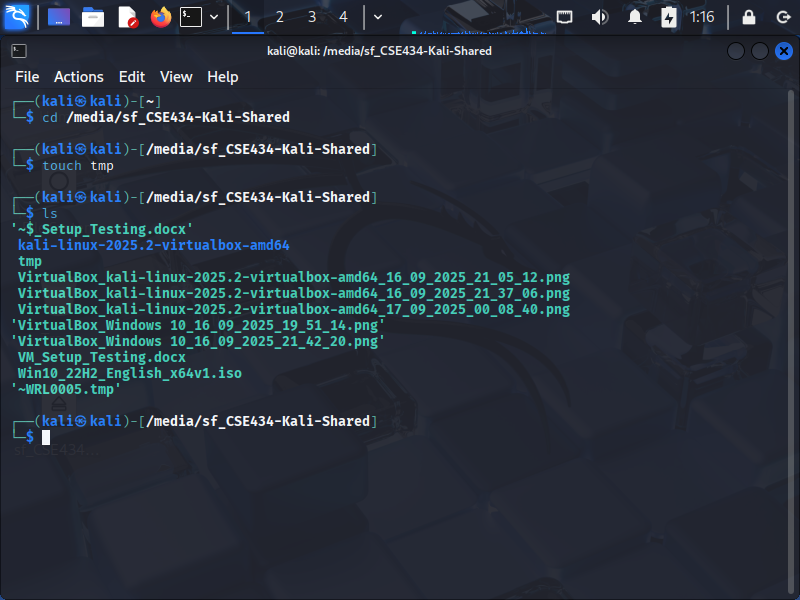 1 2 3 4 1:16
kali@kali: /media/sf_CSE434-Kali-Shared
File Actions Edit View Help
┌──(kali㉿kali)-[~]
└─$ cd /media/sf_CSE434-Kali-Shared
┌──(kali㉿kali)-[/media/sf_CSE434-Kali-Shared]
└─$ touch tmp
┌──(kali㉿kali)-[/media/sf_CSE434-Kali-Shared]
└─$ ls
'~$_Setup_Testing.docx'
kali-linux-2025.2-virtualbox-amd64
tmp
VirtualBox_kali-linux-2025.2-virtualbox-amd64_16_09_2025_21_05_12.png
VirtualBox_kali-linux-2025.2-virtualbox-amd64_16_09_2025_21_37_06.png
VirtualBox_kali-linux-2025.2-virtualbox-amd64_17_09_2025_00_08_40.png
'VirtualBox_Windows 10_16_09_2025_19_51_14.png'
'VirtualBox_Windows 10_16_09_2025_21_42_20.png'
VM_Setup_Testing.docx
Win10_22H2_English_x64v1.iso
'~WRL0005.tmp'
┌──(kali㉿kali)-[/media/sf_CSE434-Kali-Shared]
└─$
sf_CSE434...